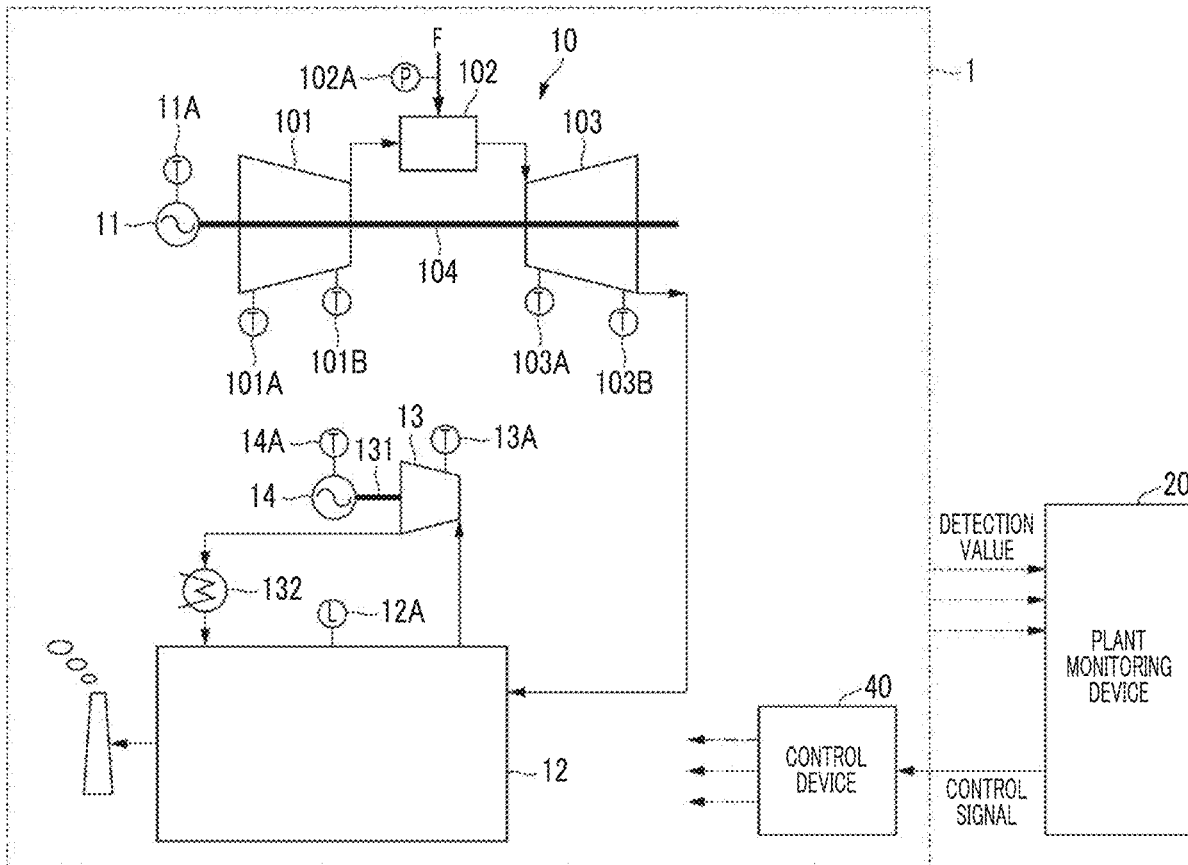 F
10
102A
P
102
1
11A
101
103
T
11
104
T
T
T
T
101A
101B
103A
103B
13
14A
T
131
T
13A
14
20
DETECTION
VALUE
132
L
12A
PLANT
MONITORING
DEVICE
40
CONTROL
DEVICE
12
CONTROL
SIGNAL